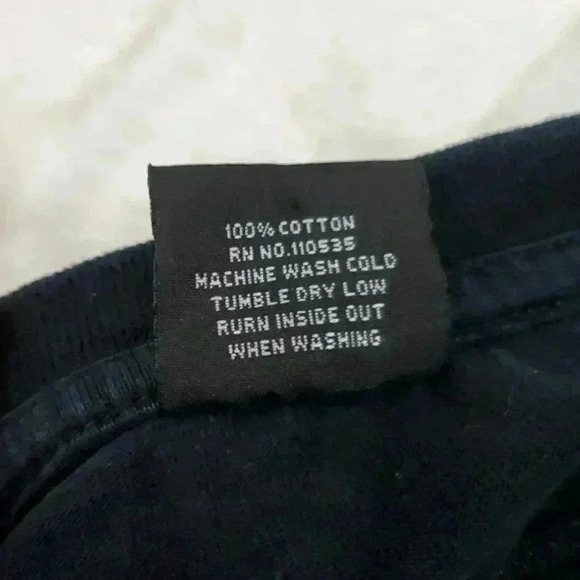 100% COTTON
RN NO.110535
MACHINE WASH COLD
TUMBLE DRY LOW
RURN INSIDE OUT
WHEN WASHING